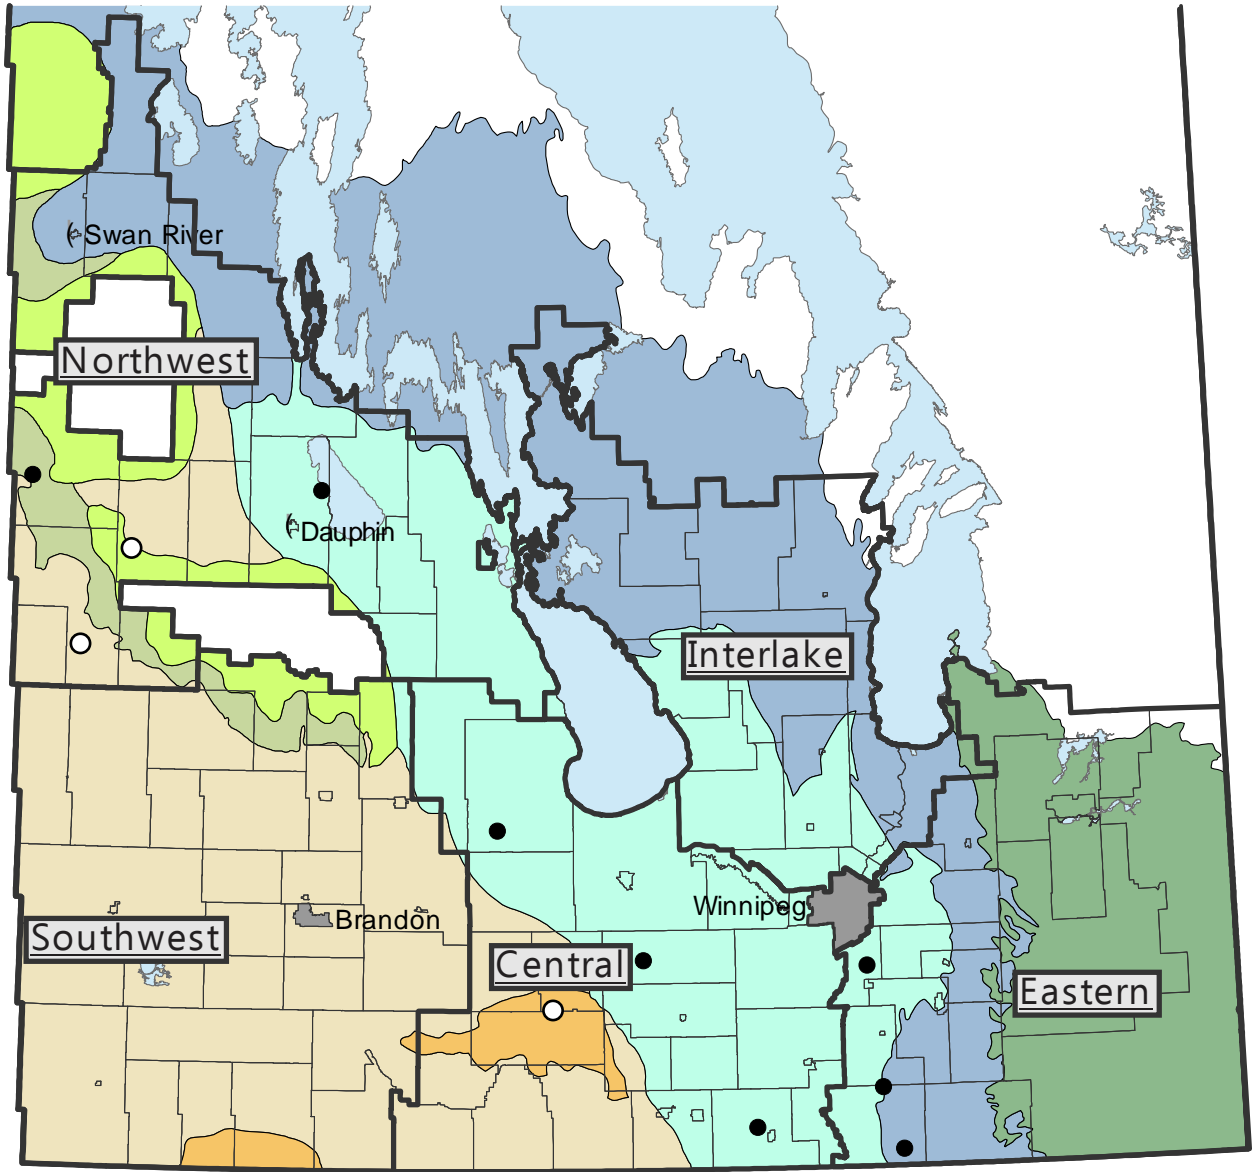 Swan River
Northwest
Dauphin
Interlake
Winnipeg
Brandon
Southwest
Central
Eastern